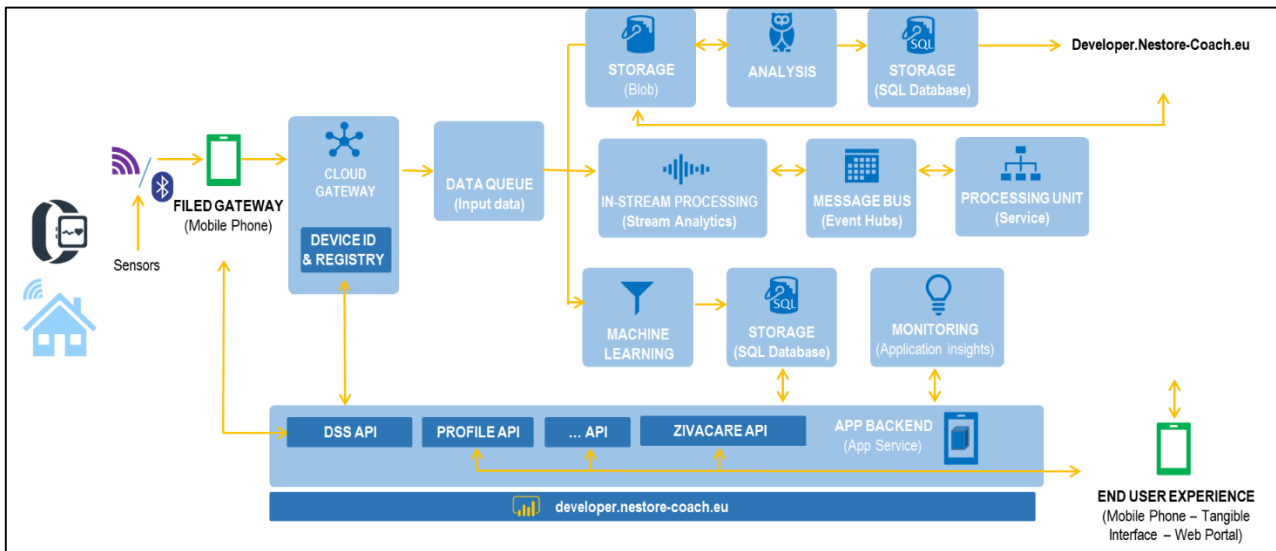 STORAGE
(Blob)
ANALYSIS
SQL
STORAGE
(SQL Database)
Developer.Nestore-Coach.eu
CLOUD
GATEWAY
DEVICE ID
& REGISTRY
FILED GATEWAY
(Mobile Phone)
Sensors
DATA QUEUE
(Input data)
IN-STREAM PROCESSING
(Stream Analytics)
MESSAGE BUS
(Event Hubs)
PROCESSING UNIT
(Service)
MACHINE
LEARNING
SQL
STORAGE
(SQL Database)
MONITORING
(Application insights)
DSS API
PROFILE API
... API
ZIVACARE API
APP BACKEND
(App Service)
developer.nestore-coach.eu
END USER EXPERIENCE
(Mobile Phone – Tangible
Interface – Web Portal)